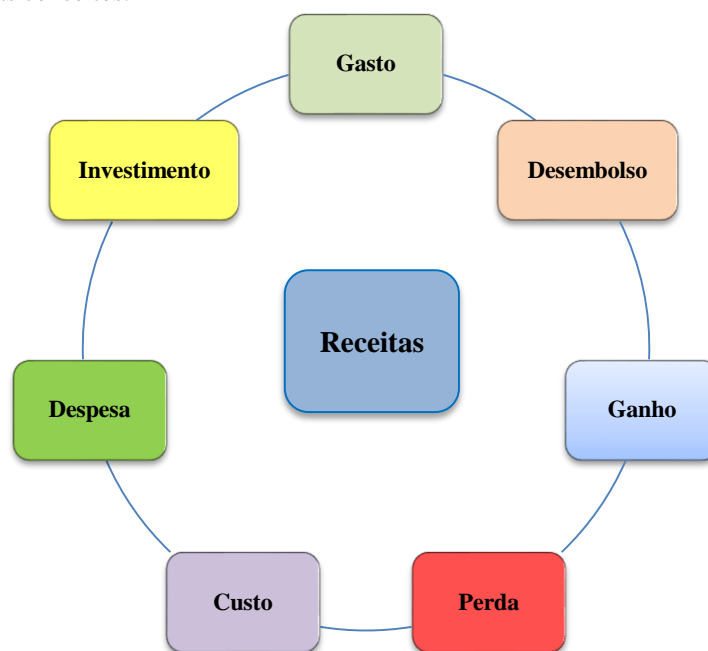 Gasto
Desembolso
Investimento
Receitas
Ganho
Despesa
Perda
Custo